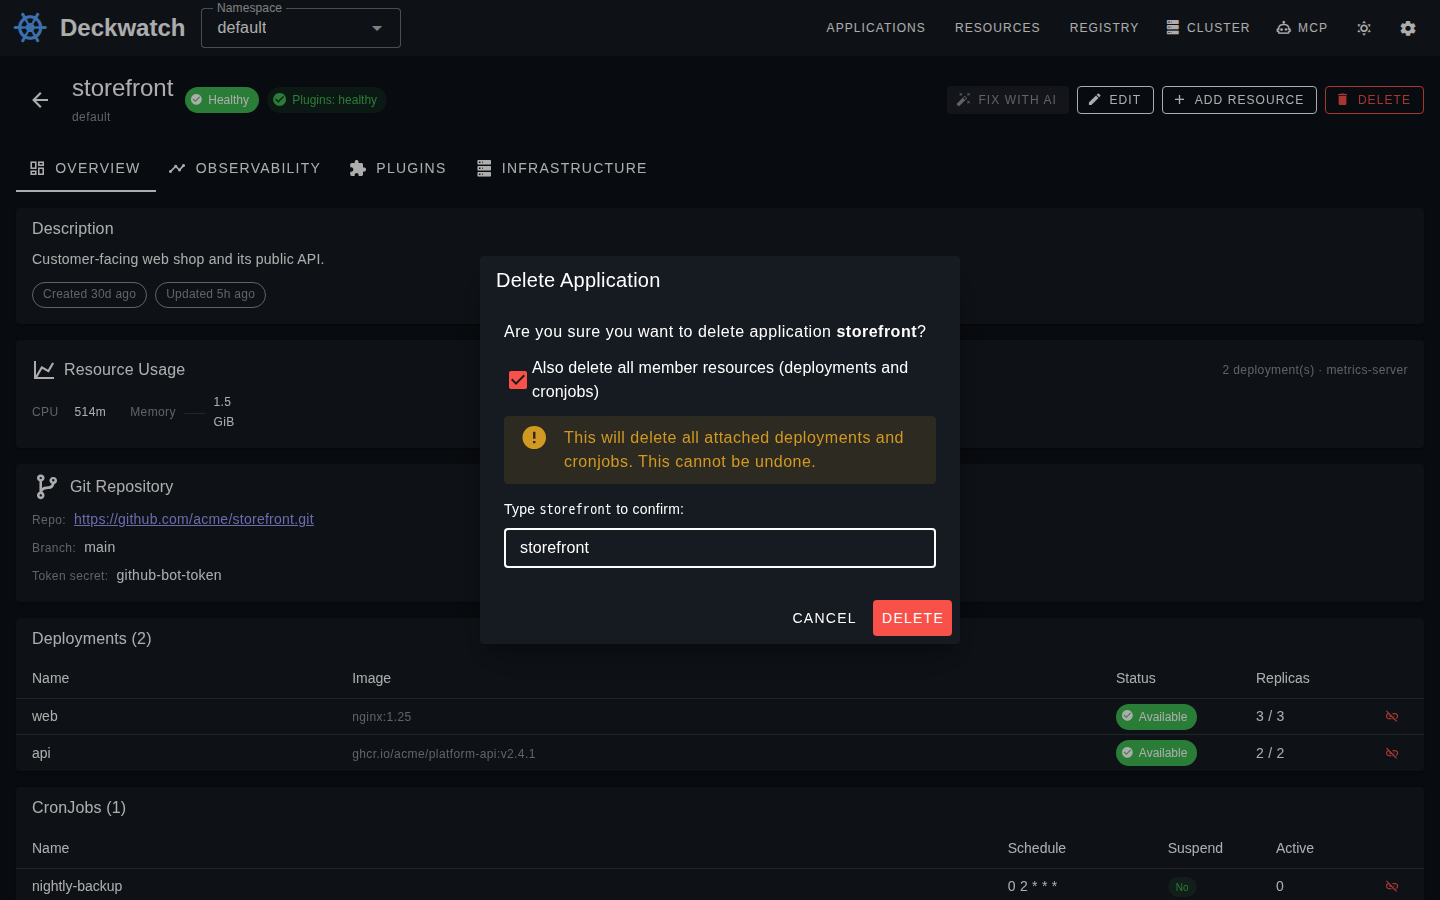 Deckwatch
Namespace
default
APPLICATIONS
RESOURCES
REGISTRY
CLUSTER
MCP
storefront
default
Healthy
Plugins: healthy
FIX WITH AI
EDIT
ADD RESOURCE
DELETE
OVERVIEW
OBSERVABILITY
PLUGINS
INFRASTRUCTURE
Description
Customer-facing web shop and its public API.
Created 30d ago
Updated 5h ago
Resource Usage
2 deployment(s) · metrics-server
CPU
514m
Memory
1.5
GiB
Git Repository
Repo: https://github.com/acme/storefront.git
Branch: main
Token secret: github-bot-token
Delete Application
Are you sure you want to delete application storefront?
Also delete all member resources (deployments and
cronjobs)
This will delete all attached deployments and
cronjobs. This cannot be undone.
Type storefront to confirm:
storefront
CANCEL
DELETE
Deployments (2)
Name Image Status Replicas
web nginx:1.25 Available 3 / 3
api ghcr.io/acme/platform-api:v2.4.1 Available 2 / 2
CronJobs (1)
Name Schedule Suspend Active
nightly-backup 0 2 * * * No 0